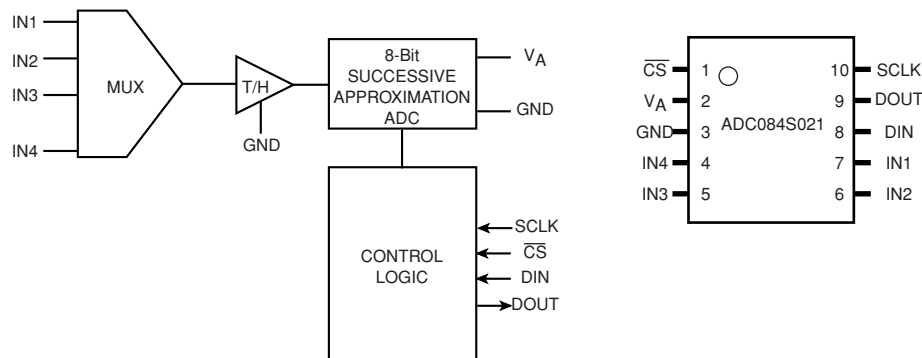 IN1
IN2
IN3
IN4
MUX
T/H
GND
8-Bit
SUCCESSIVE
APPROXIMATION
ADC
VA
GND
CONTROL
LOGIC
SCLK
CS
DIN
DOUT
CS 1 10 SCLK
VA 2 9 DOUT
ADC084S021
GND 3 8 DIN
IN4 4 7 IN1
IN3 5 6 IN2